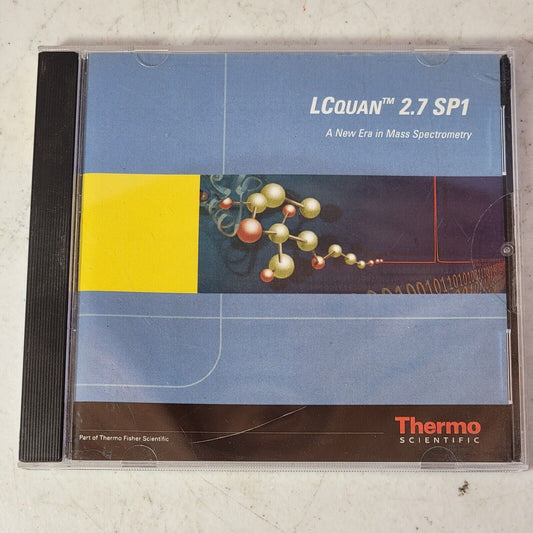 LCQUAN™ 2.7 SP1
A New Era in Mass Spectrometry
Part of Thermo Fisher Scientific
Thermo
SCIENTIFIC